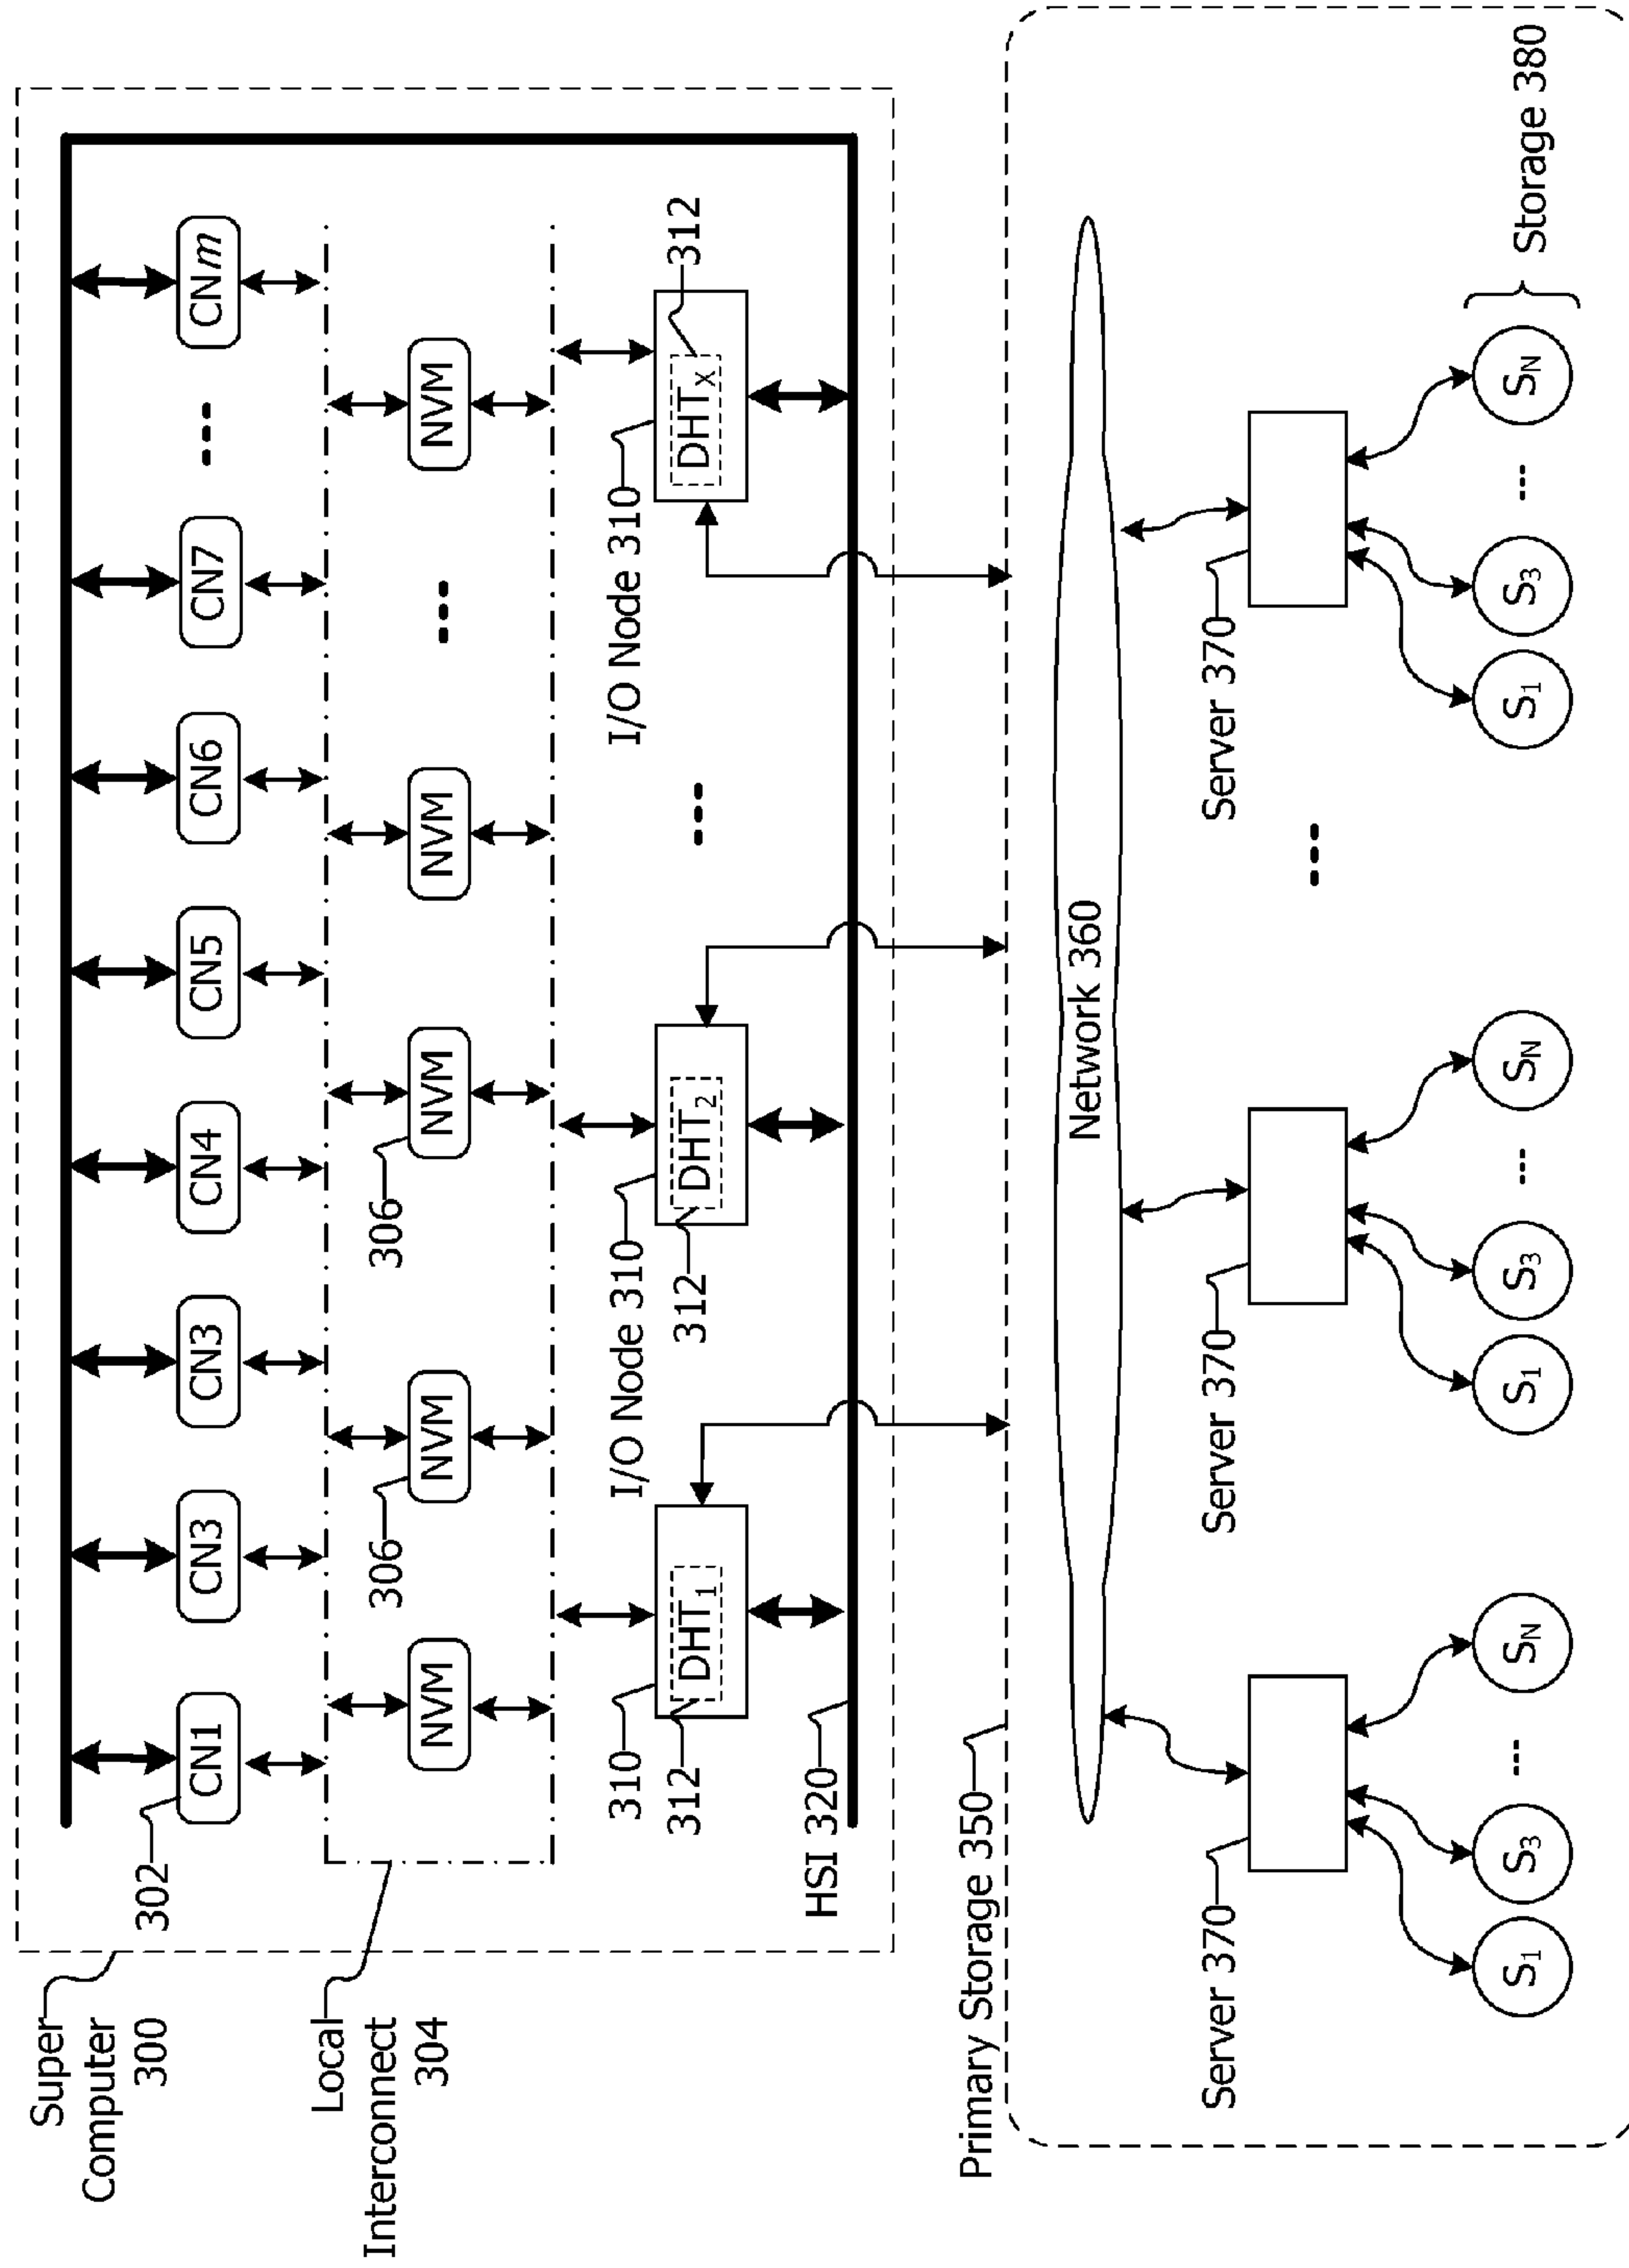 Super
Computer
300
302
CN1
CN3
CN3
CN4
CN5
CN6
CN7
---
CNm
Local
Interconnect
304
NVM
306
NVM
306
NVM
NVM
---
NVM
310
312
DHT1
I/O Node 310
312
DHT2
---
I/O Node 310
DHTX
312
HSI 320
Primary Storage 350
Network 360
Server 370
Server 370
---
Server 370
S1
S3
---
SN
S1
S3
---
SN
S1
S3
---
SN
Storage 380